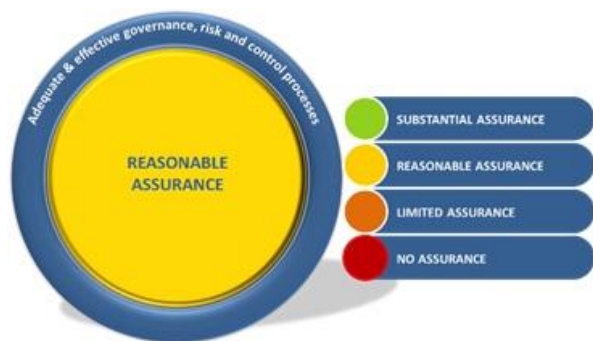 Adequate & effective governance, risk and control processes
REASONABLE
ASSURANCE
SUBSTANTIAL ASSURANCE
REASONABLE ASSURANCE
LIMITED ASSURANCE
NO ASSURANCE